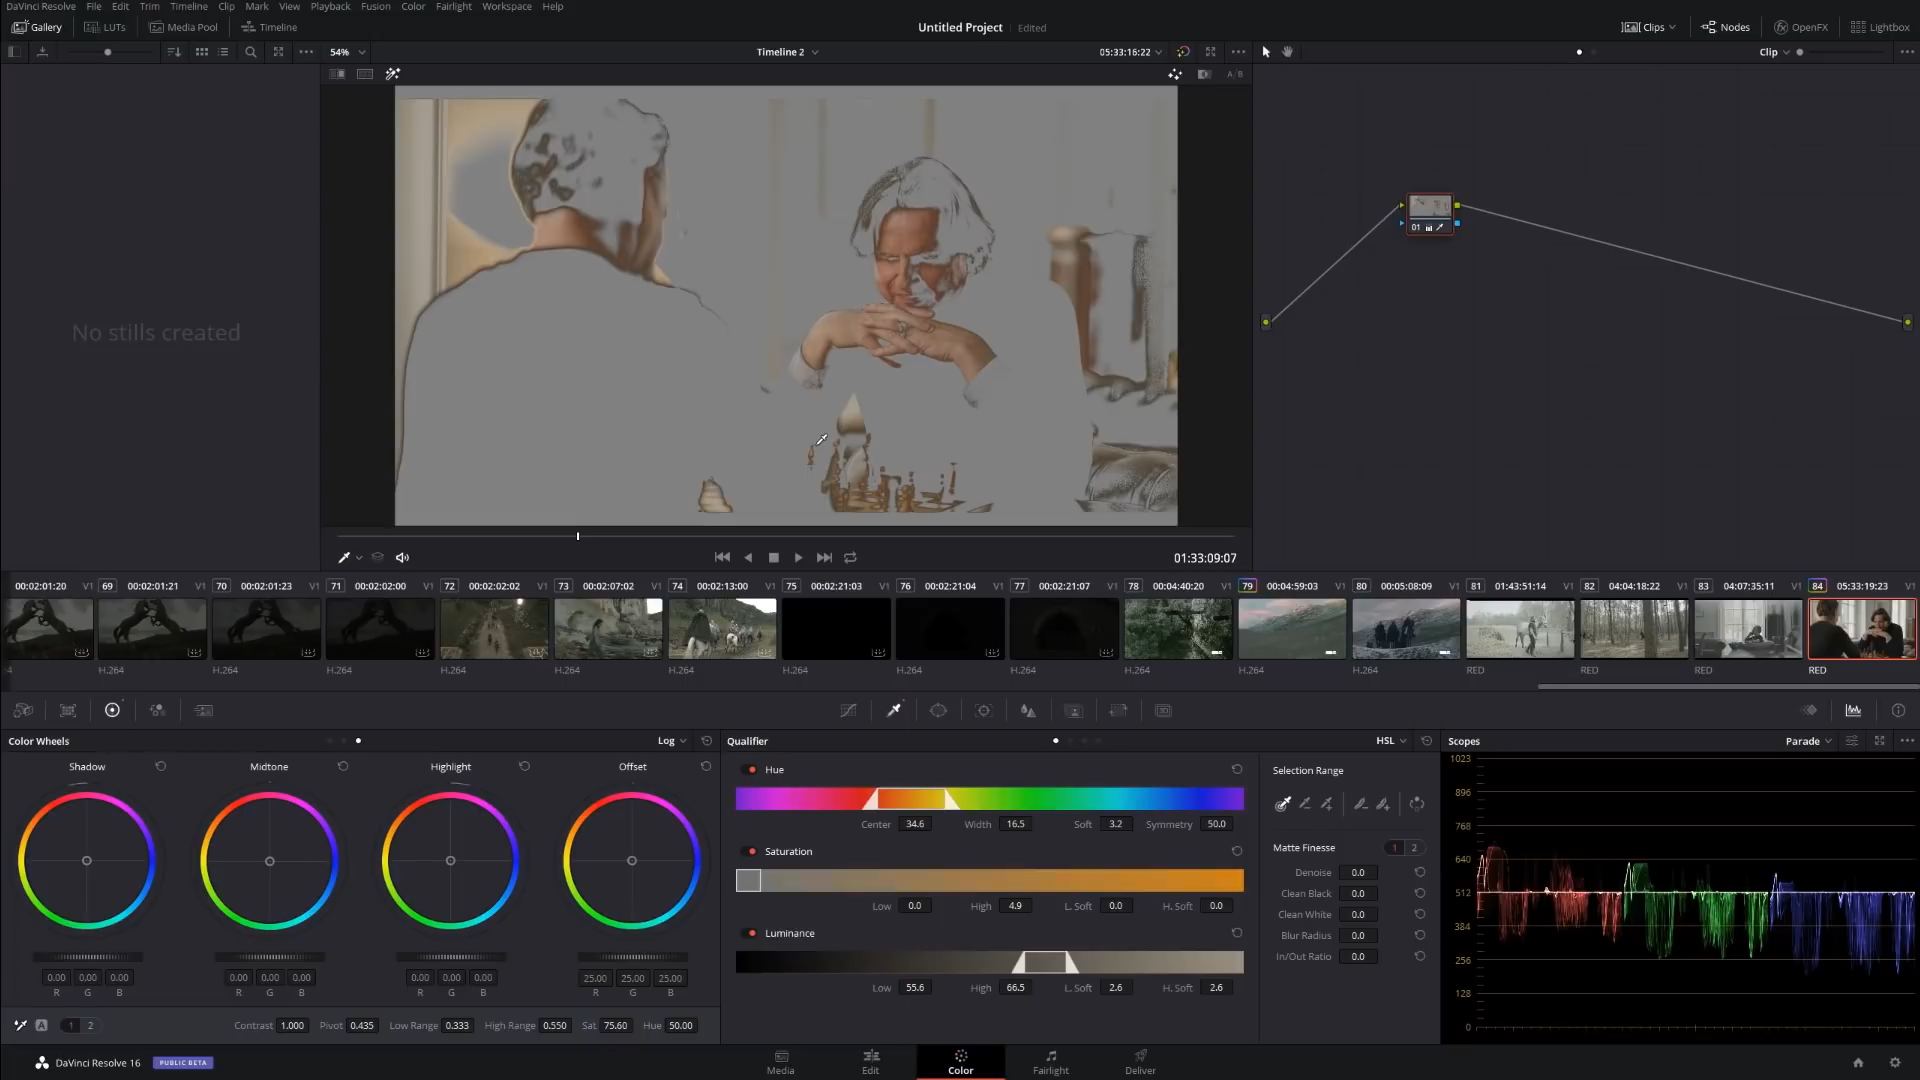 DaVinci Resolve File Edit Trim Timeline Clip Mark View Playback Fusion Color Fairlight Workspace Help
Gallery LUTs Media Pool Timeline Untitled Project Edited Clips Nodes OpenFX Lightbox
54% Timeline 2 05:33:16:22 Clip
A/B
No stills created
01
01:33:09:07
00:02:01:20 V1 69 00:02:01:21 V1 70 00:02:01:23 V1 71 00:02:02:00 V1 72 00:02:02:02 V1 73 00:02:07:02 V1 74 00:02:13:00 V1 75 00:02:21:03 V1 76 00:02:21:04 V1 77 00:02:21:07 V1 78 00:04:40:20 V1 79 00:04:59:03 V1 80 00:05:08:09 V1 81 01:43:51:14 V1 82 04:04:18:22 V1 83 04:07:35:11 V1 84 05:33:19:23 V1
4 H.264 H.264 H.264 H.264 H.264 H.264 H.264 H.264 H.264 H.264 H.264 H.264 RED RED RED RED
Color Wheels Log Qualifier HSL Scopes Parade
Shadow Midtone Highlight Offset
0.00 0.00 0.00 0.00 0.00 0.00 0.00 0.00 0.00 25.00 25.00 25.00
R G B R G B R G B R G B
A 1 2 Contrast 1.000 Pivot 0.435 Low Range 0.333 High Range 0.550 Sat 75.60 Hue 50.00
Hue
Center 34.6 Width 16.5 Soft 3.2 Symmetry 50.0
Saturation
Low 0.0 High 4.9 L. Soft 0.0 H. Soft 0.0
Luminance
Low 55.6 High 66.5 L. Soft 2.6 H. Soft 2.6
Selection Range
Matte Finesse 1 2
Denoise 0.0
Clean Black 0.0
Clean White 0.0
Blur Radius 0.0
In/Out Ratio 0.0
1023
896
768
640
512
384
256
128
0
DaVinci Resolve 16 PUBLIC BETA Media Edit Color Fairlight Deliver